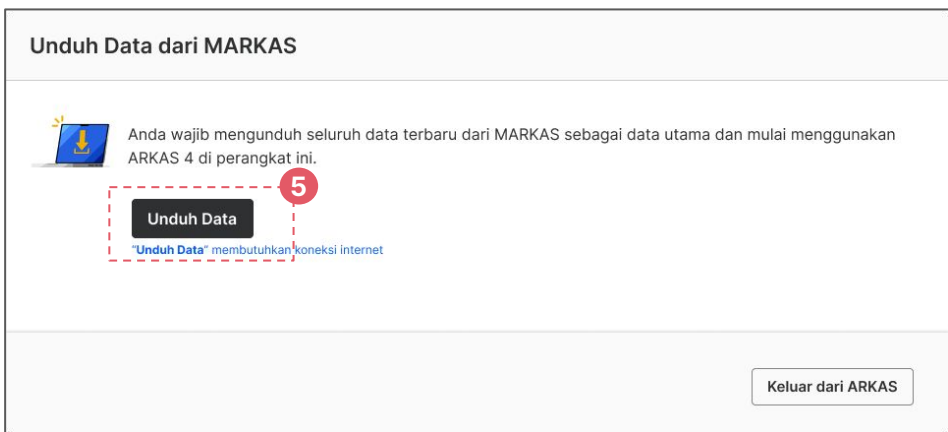 Unduh Data dari MARKAS
Anda wajib mengunduh seluruh data terbaru dari MARKAS sebagai data utama dan mulai menggunakan
ARKAS 4 di perangkat ini.
5
Unduh Data
"Unduh Data" membutuhkan koneksi internet
Keluar dari ARKAS